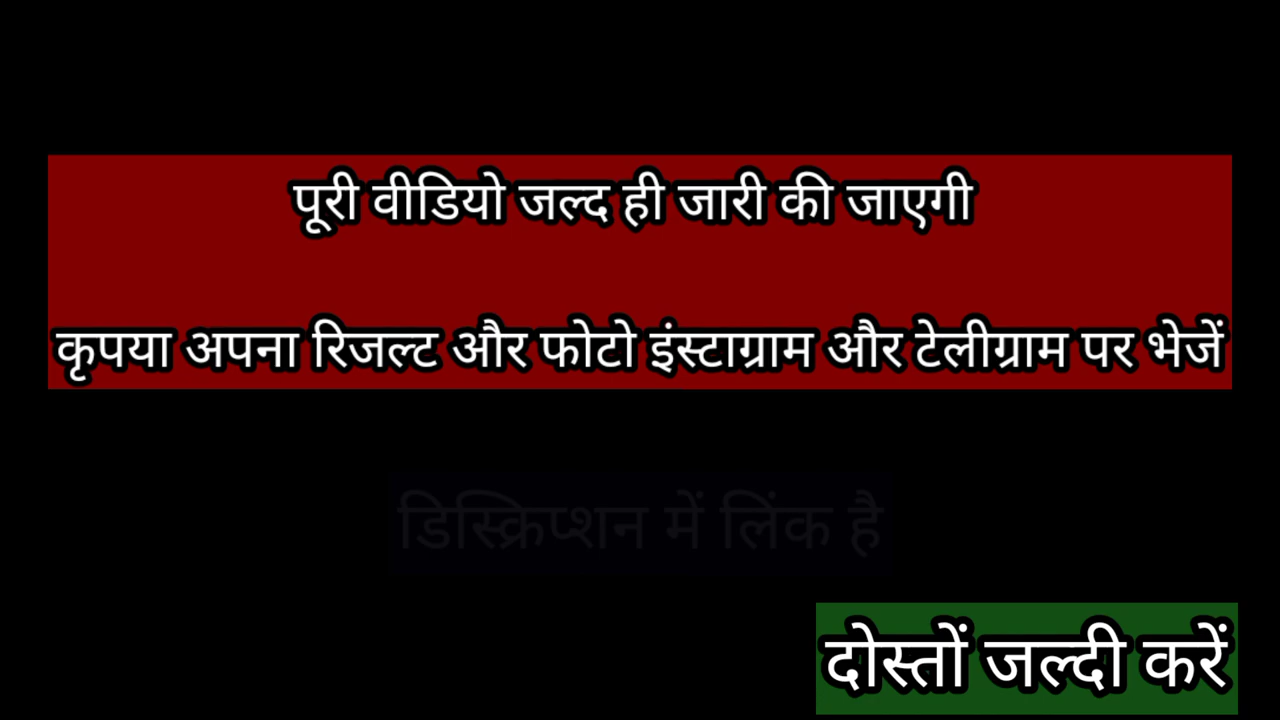 पूरी वीडियो जल्द ही जारी की जाएगी
कृपया अपना रिजल्ट और फोटो इंस्टाग्राम और टेलीग्राम पर भेजें
डिस्क्रिप्शन में लिंक है
दोस्तों जल्दी करें